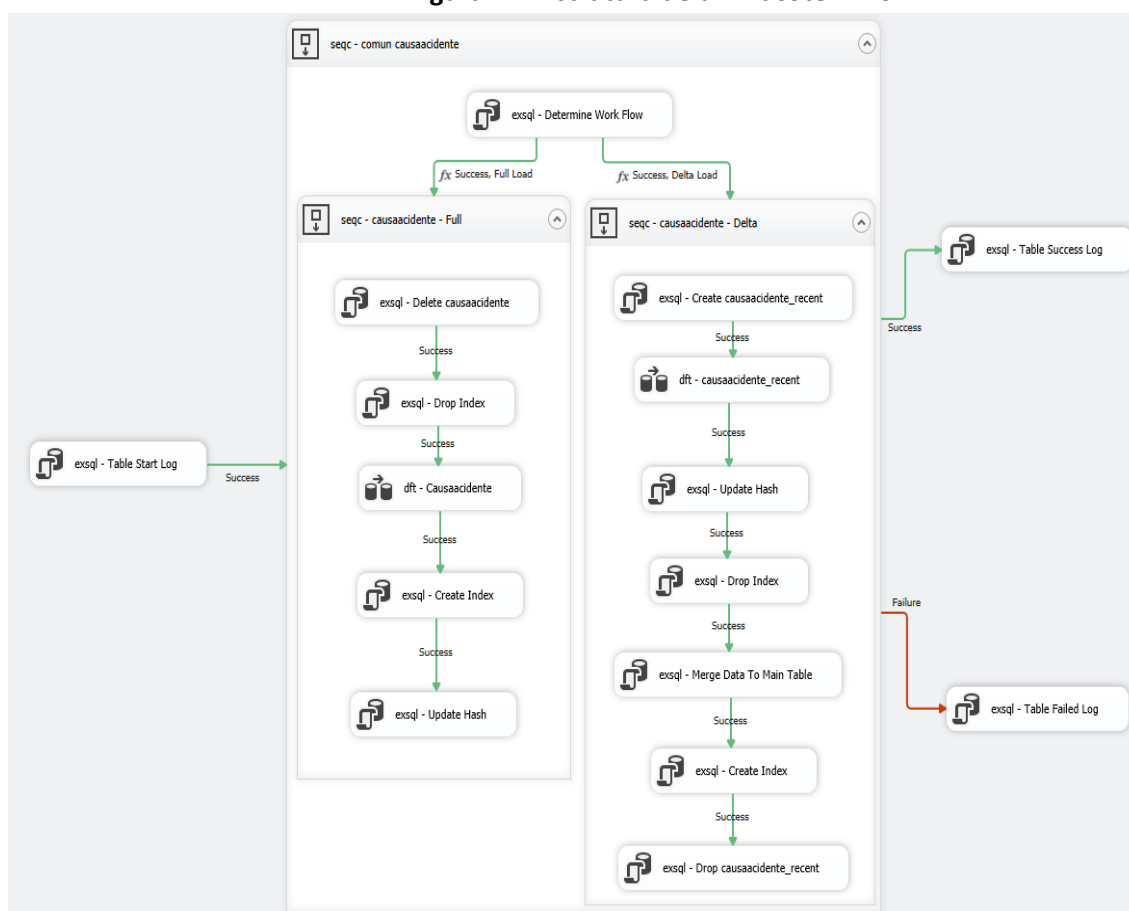 seqc - comun causaacidente
exsql - Determine Work Flow
fx Success, Full Load
fx Success, Delta Load
seqc - causaacidente - Full
seqc - causaacidente - Delta
exsql - Table Success Log
exsql - Delete causaacidente
exsql - Create causaacidente_recent
Success
Success
Success
dft - causaacidente_recent
exsql - Drop Index
Success
Success
exsql - Table Start Log
Success
dft - Causaacidente
exsql - Update Hash
Success
Success
exsql - Drop Index
exsql - Create Index
Failure
Success
Success
exsql - Merge Data To Main Table
exsql - Update Hash
Success
exsql - Table Failed Log
exsql - Create Index
Success
exsql - Drop causaacidente_recent